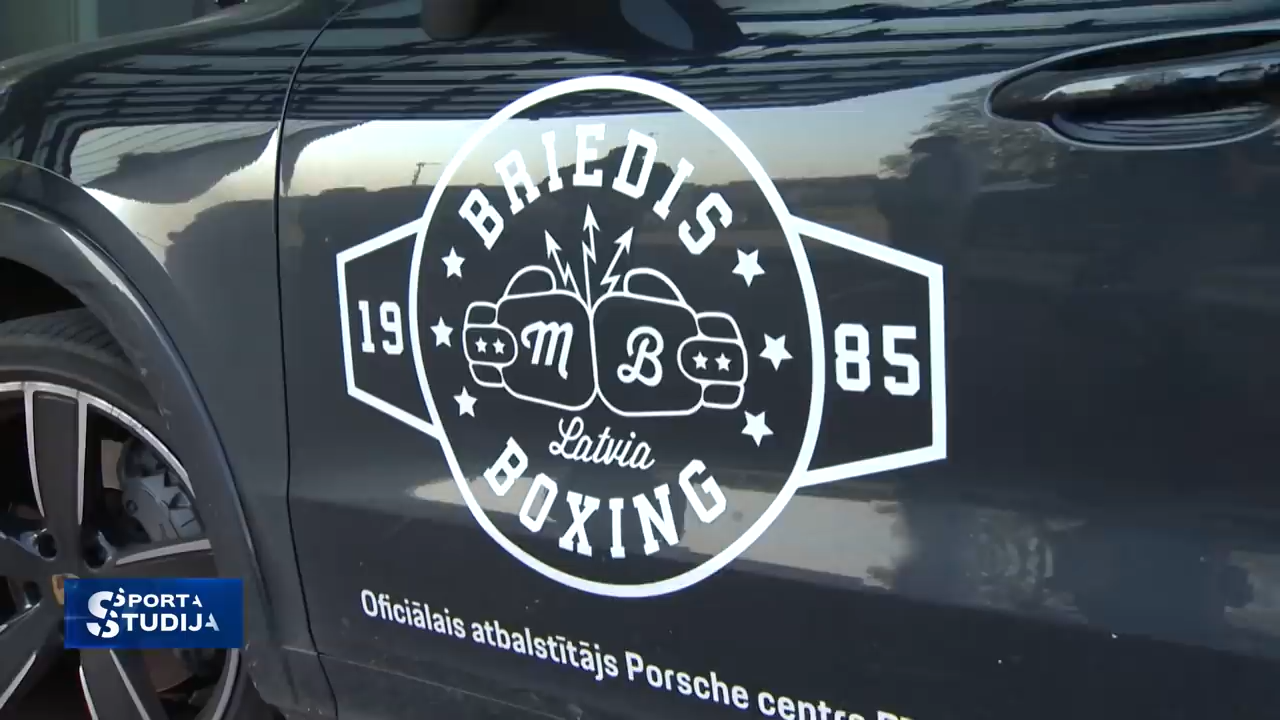 BRIEDIS
19 85
M B
Latvia
BOXING
Oficiālais atbalstītājs Porsche centrs
SPORTA
STUDIJA